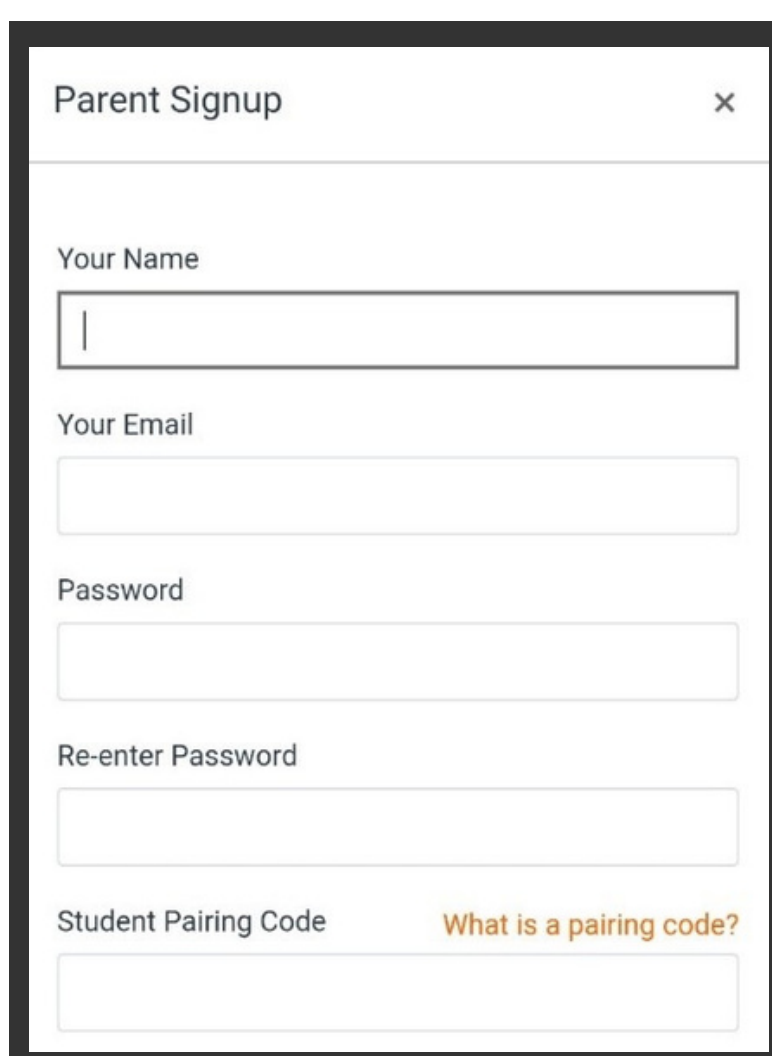 Parent Signup ×
Your Name
Your Email
Password
Re-enter Password
Student Pairing Code What is a pairing code?